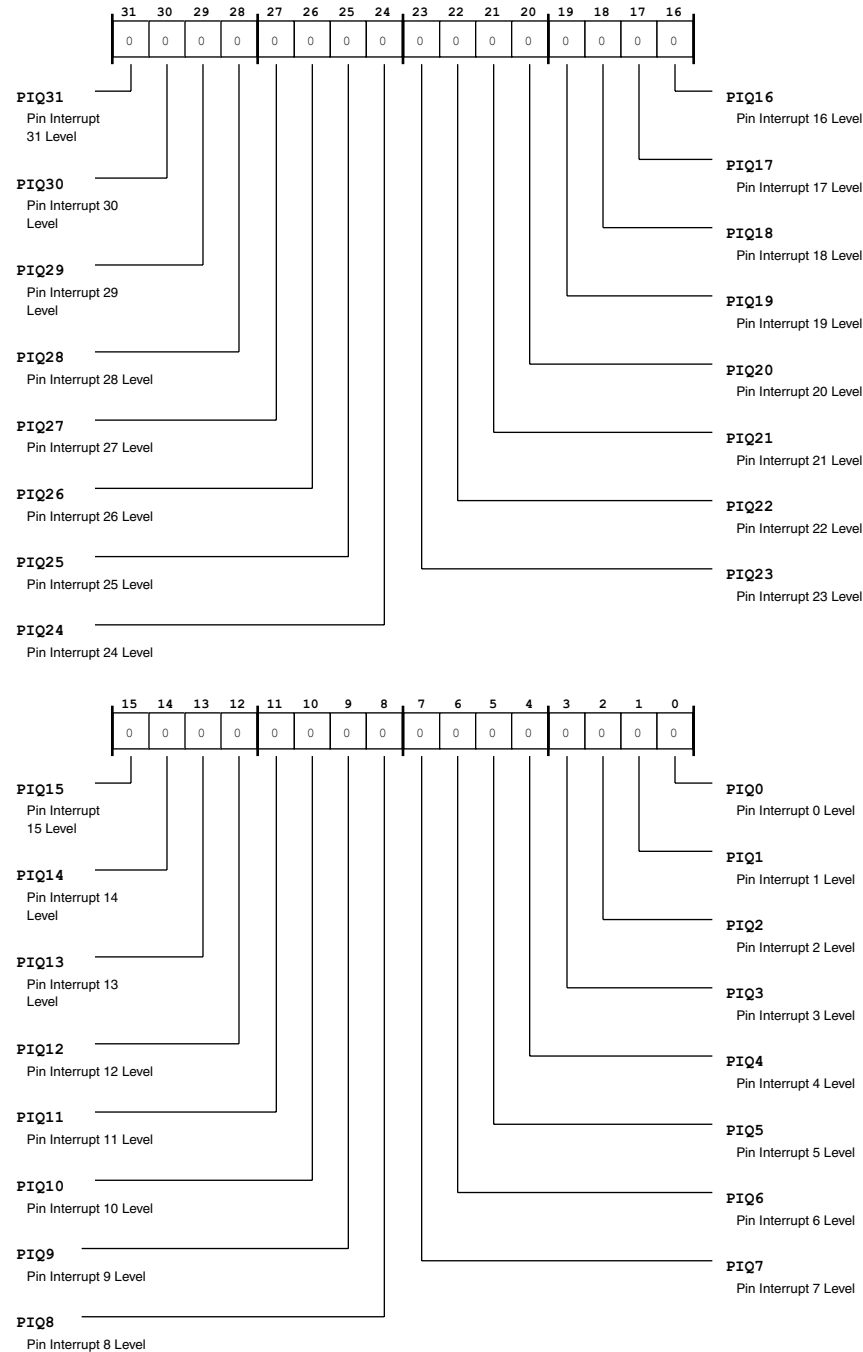 31 30 29 28 27 26 25 24 23 22 21 20 19 18 17 16
0 0 0 0 0 0 0 0 0 0 0 0 0 0 0 0
PIQ31
Pin Interrupt
31 Level
PIQ30
Pin Interrupt 30
Level
PIQ29
Pin Interrupt 29
Level
PIQ28
Pin Interrupt 28 Level
PIQ27
Pin Interrupt 27 Level
PIQ26
Pin Interrupt 26 Level
PIQ25
Pin Interrupt 25 Level
PIQ24
Pin Interrupt 24 Level
PIQ16
Pin Interrupt 16 Level
PIQ17
Pin Interrupt 17 Level
PIQ18
Pin Interrupt 18 Level
PIQ19
Pin Interrupt 19 Level
PIQ20
Pin Interrupt 20 Level
PIQ21
Pin Interrupt 21 Level
PIQ22
Pin Interrupt 22 Level
PIQ23
Pin Interrupt 23 Level
15 14 13 12 11 10 9 8 7 6 5 4 3 2 1 0
0 0 0 0 0 0 0 0 0 0 0 0 0 0 0 0
PIQ15
Pin Interrupt
15 Level
PIQ14
Pin Interrupt 14
Level
PIQ13
Pin Interrupt 13
Level
PIQ12
Pin Interrupt 12 Level
PIQ11
Pin Interrupt 11 Level
PIQ10
Pin Interrupt 10 Level
PIQ9
Pin Interrupt 9 Level
PIQ8
Pin Interrupt 8 Level
PIQ0
Pin Interrupt 0 Level
PIQ1
Pin Interrupt 1 Level
PIQ2
Pin Interrupt 2 Level
PIQ3
Pin Interrupt 3 Level
PIQ4
Pin Interrupt 4 Level
PIQ5
Pin Interrupt 5 Level
PIQ6
Pin Interrupt 6 Level
PIQ7
Pin Interrupt 7 Level